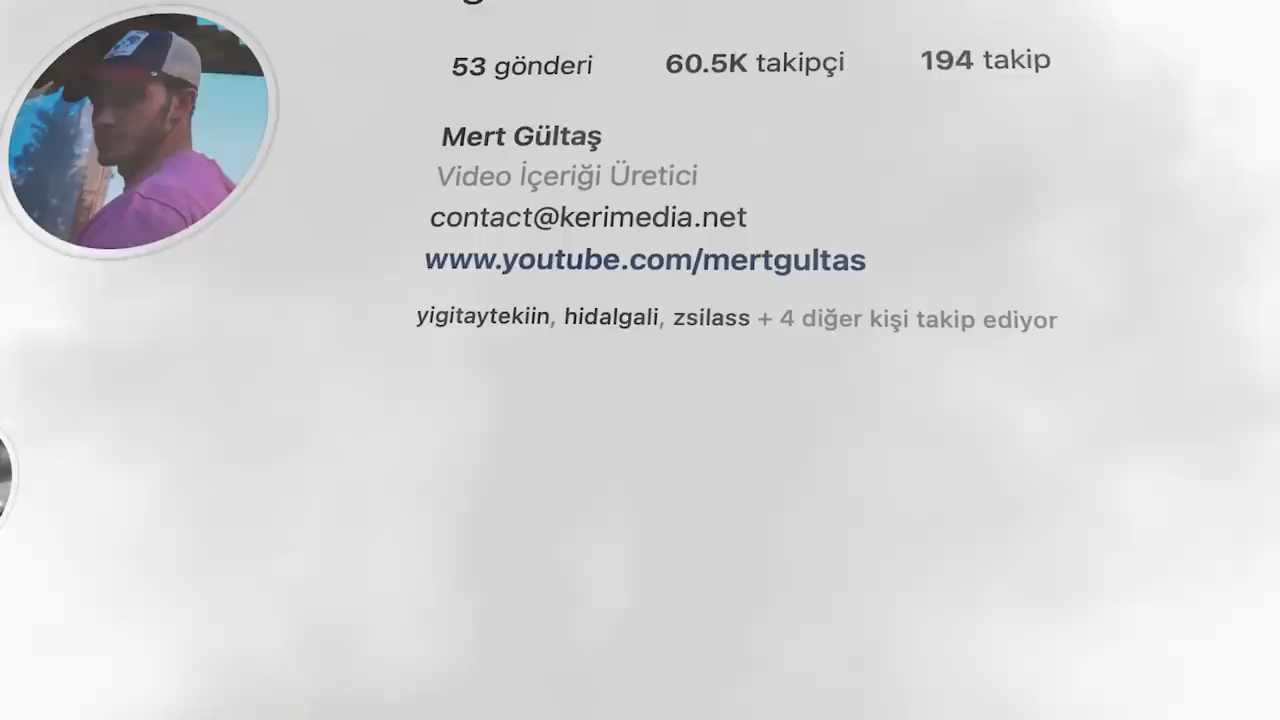 53 gönderi 60.5K takipçi 194 takip
Mert Gültaş
Video İçeriği Üretici
contact@kerimedia.net
www.youtube.com/mertgultas
yigitaytekiin, hidalgali, zsilass + 4 diğer kişi takip ediyor